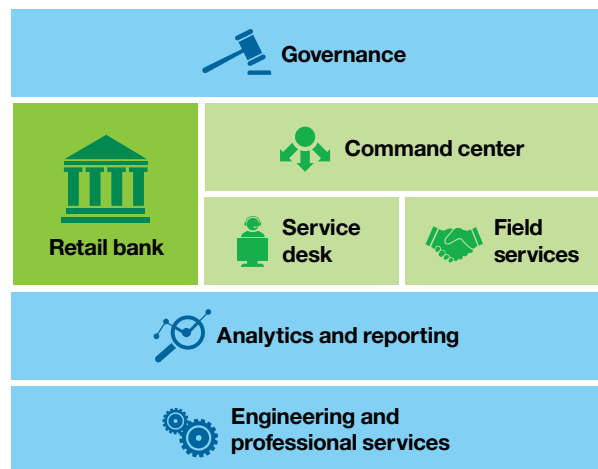 Governance
Command center
Retail bank
Service
desk
Field
services
Analytics and reporting
Engineering and
professional services